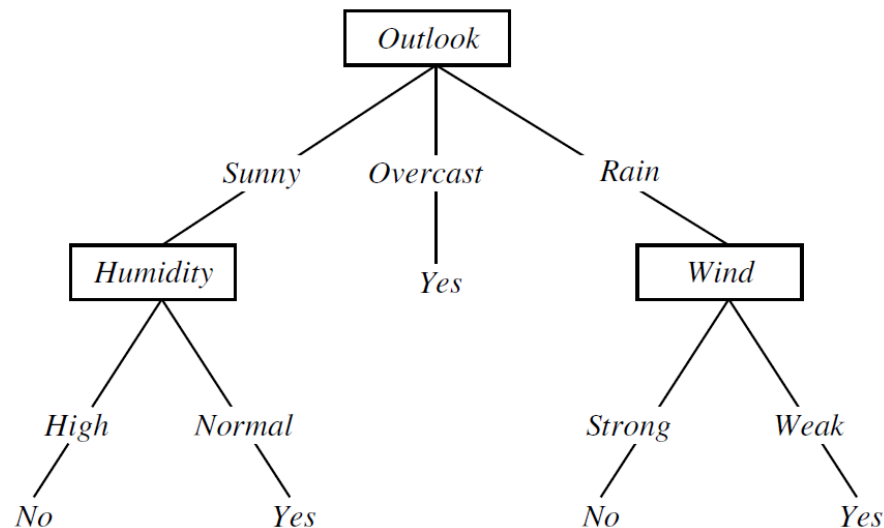 Outlook
Sunny Overcast Rain
Humidity Yes Wind
High Normal Strong Weak
No Yes No Yes